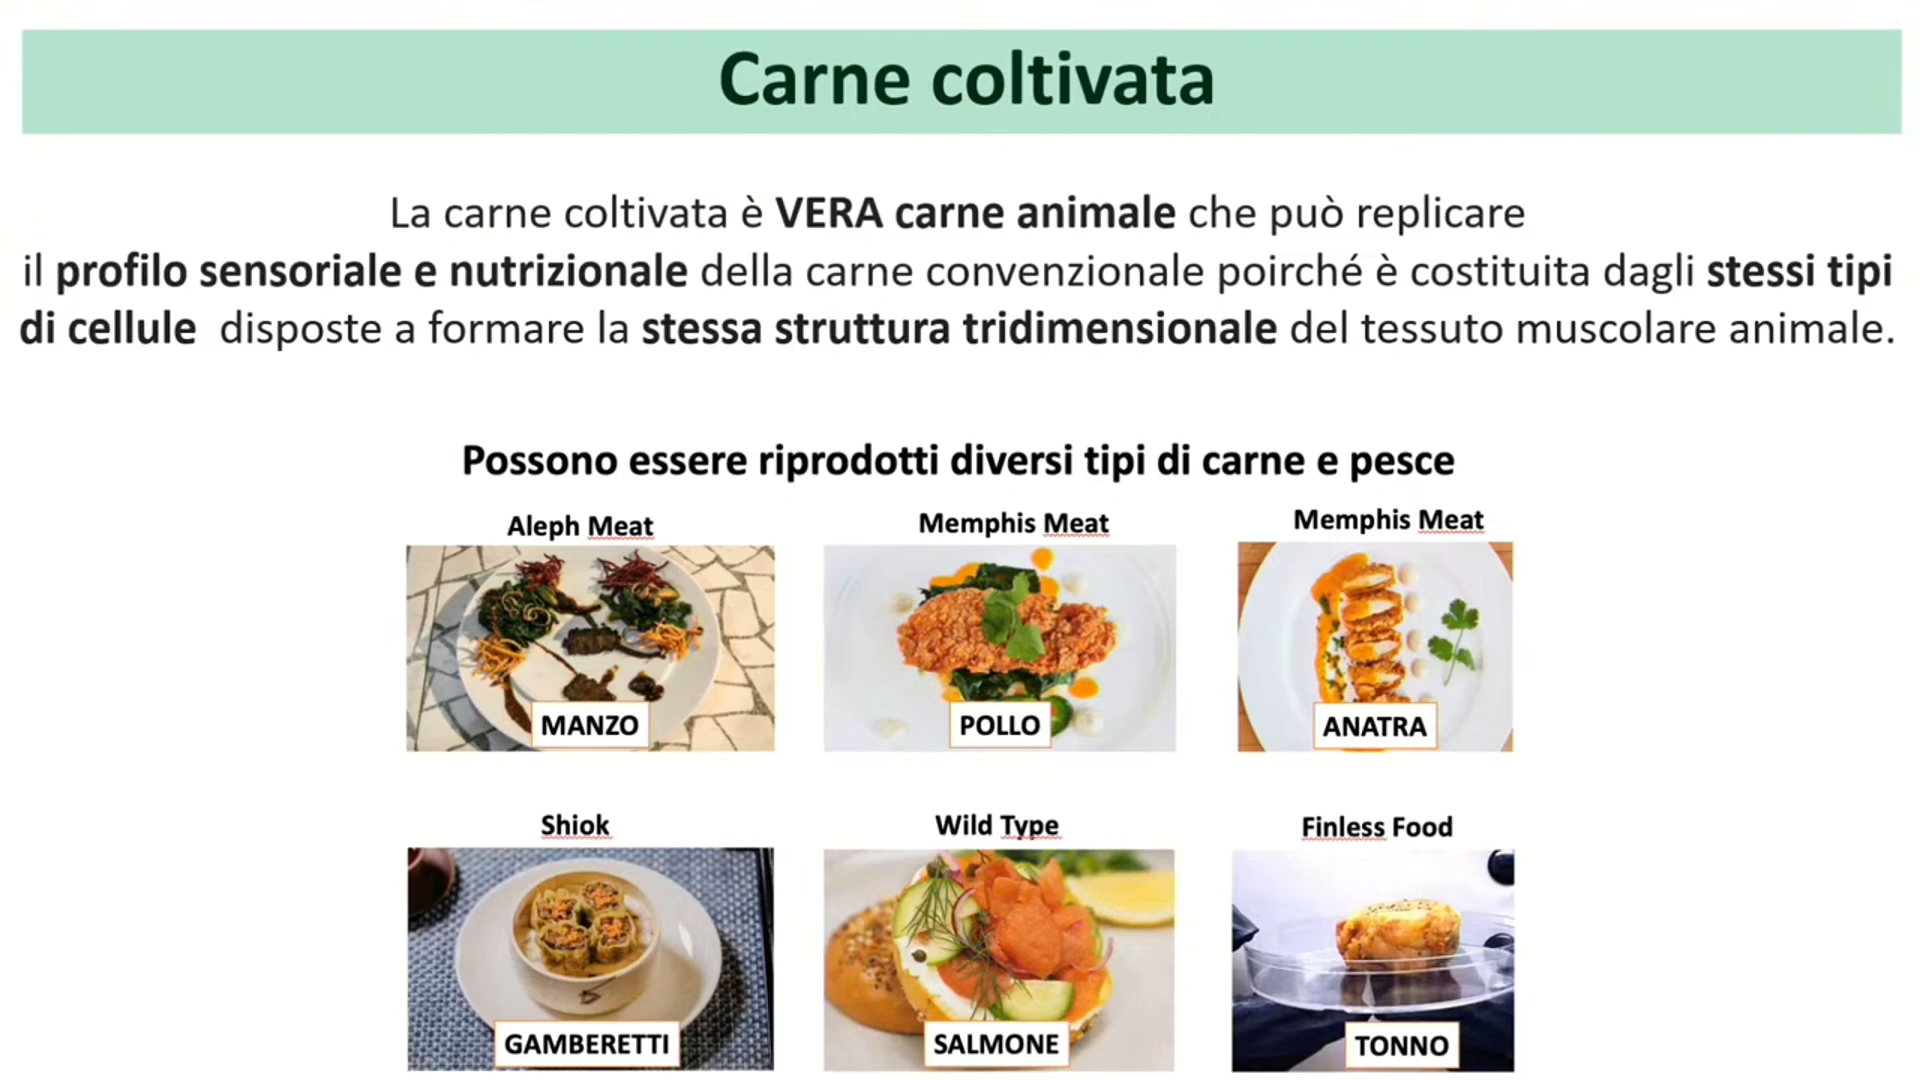 Carne coltivata
La carne coltivata è VERA carne animale che può replicare
il profilo sensoriale e nutrizionale della carne convenzionale poirché è costituita dagli stessi tipi
di cellule disposte a formare la stessa struttura tridimensionale del tessuto muscolare animale.
Possono essere riprodotti diversi tipi di carne e pesce
Aleph Meat
Memphis Meat
Memphis Meat
MANZO
POLLO
ANATRA
Shiok
Wild Type
Finless Food
GAMBERETTI
SALMONE
TONNO